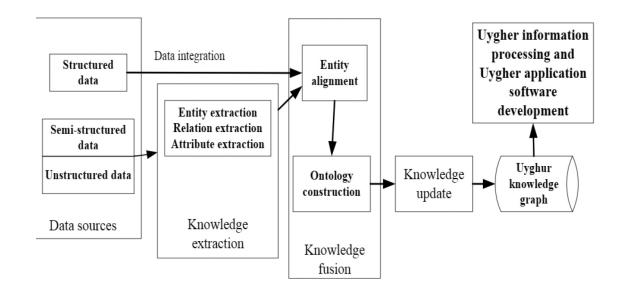 Structured
data
Semi-structured
data
Unstructured data
Data sources
Data integration
Entity extraction
Relation extraction
Attribute extraction
Knowledge
extraction
Entity
alignment
Ontology
construction
Knowledge
fusion
Knowledge
update
Uyghur
knowledge
graph
Uygher information
processing and
Uygher application
software
development